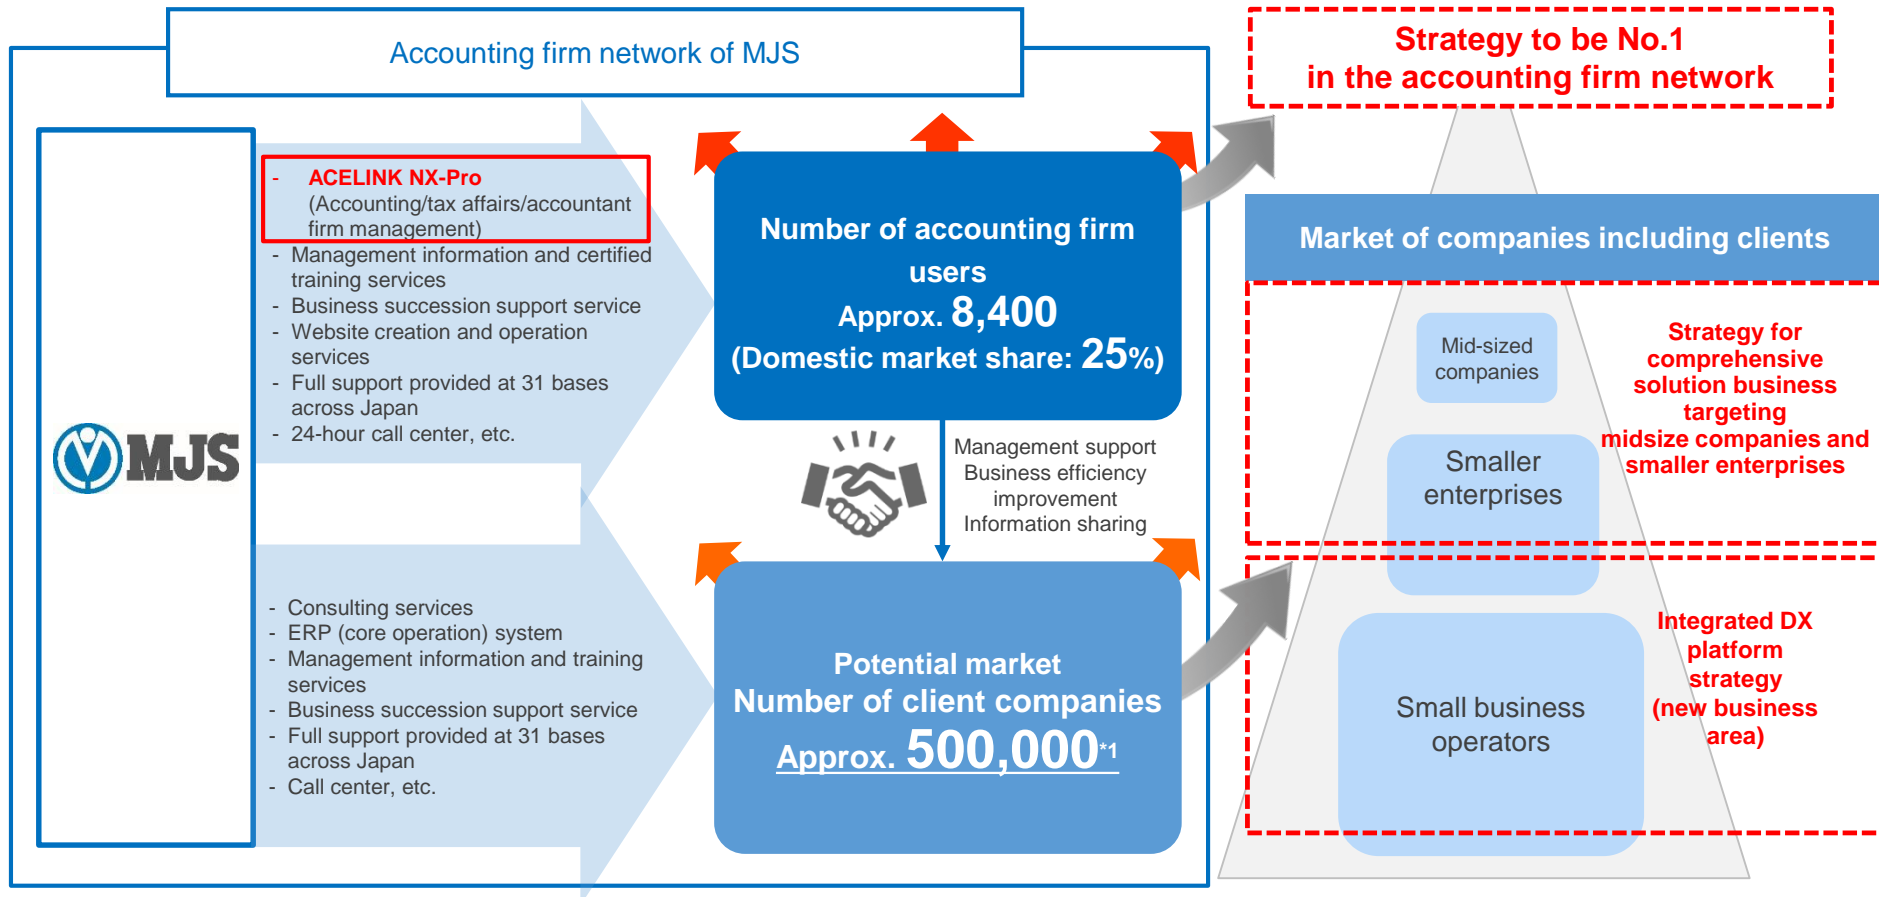 Accounting firm network of MJS
MJS
- ACELINK NX-Pro
(Accounting/tax affairs/accountant
firm management)
- Management information and certified
training services
- Business succession support service
- Website creation and operation
services
- Full support provided at 31 bases
across Japan
- 24-hour call center, etc.
- Consulting services
- ERP (core operation) system
- Management information and training
services
- Business succession support service
- Full support provided at 31 bases
across Japan
- Call center, etc.
Number of accounting firm
users
Approx. 8,400
(Domestic market share: 25%)
Management support
Business efficiency
improvement
Information sharing
Potential market
Number of client companies
Approx. 500,000*1
Strategy to be No.1
in the accounting firm network
Market of companies including clients
Mid-sized
companies
Smaller
enterprises
Small business
operators
Strategy for
comprehensive
solution business
targeting
midsize companies and
smaller enterprises
Integrated DX
platform
strategy
(new business
area)